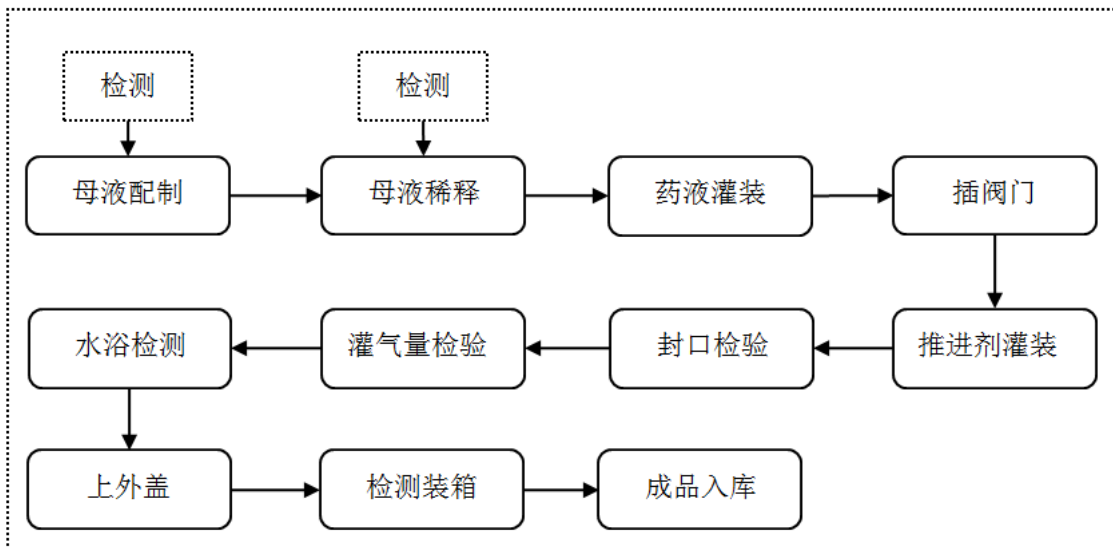 检测
检测
母液配制
母液稀释
药液灌装
插阀门
水浴检测
灌气量检验
封口检验
推进剂灌装
上外盖
检测装箱
成品入库